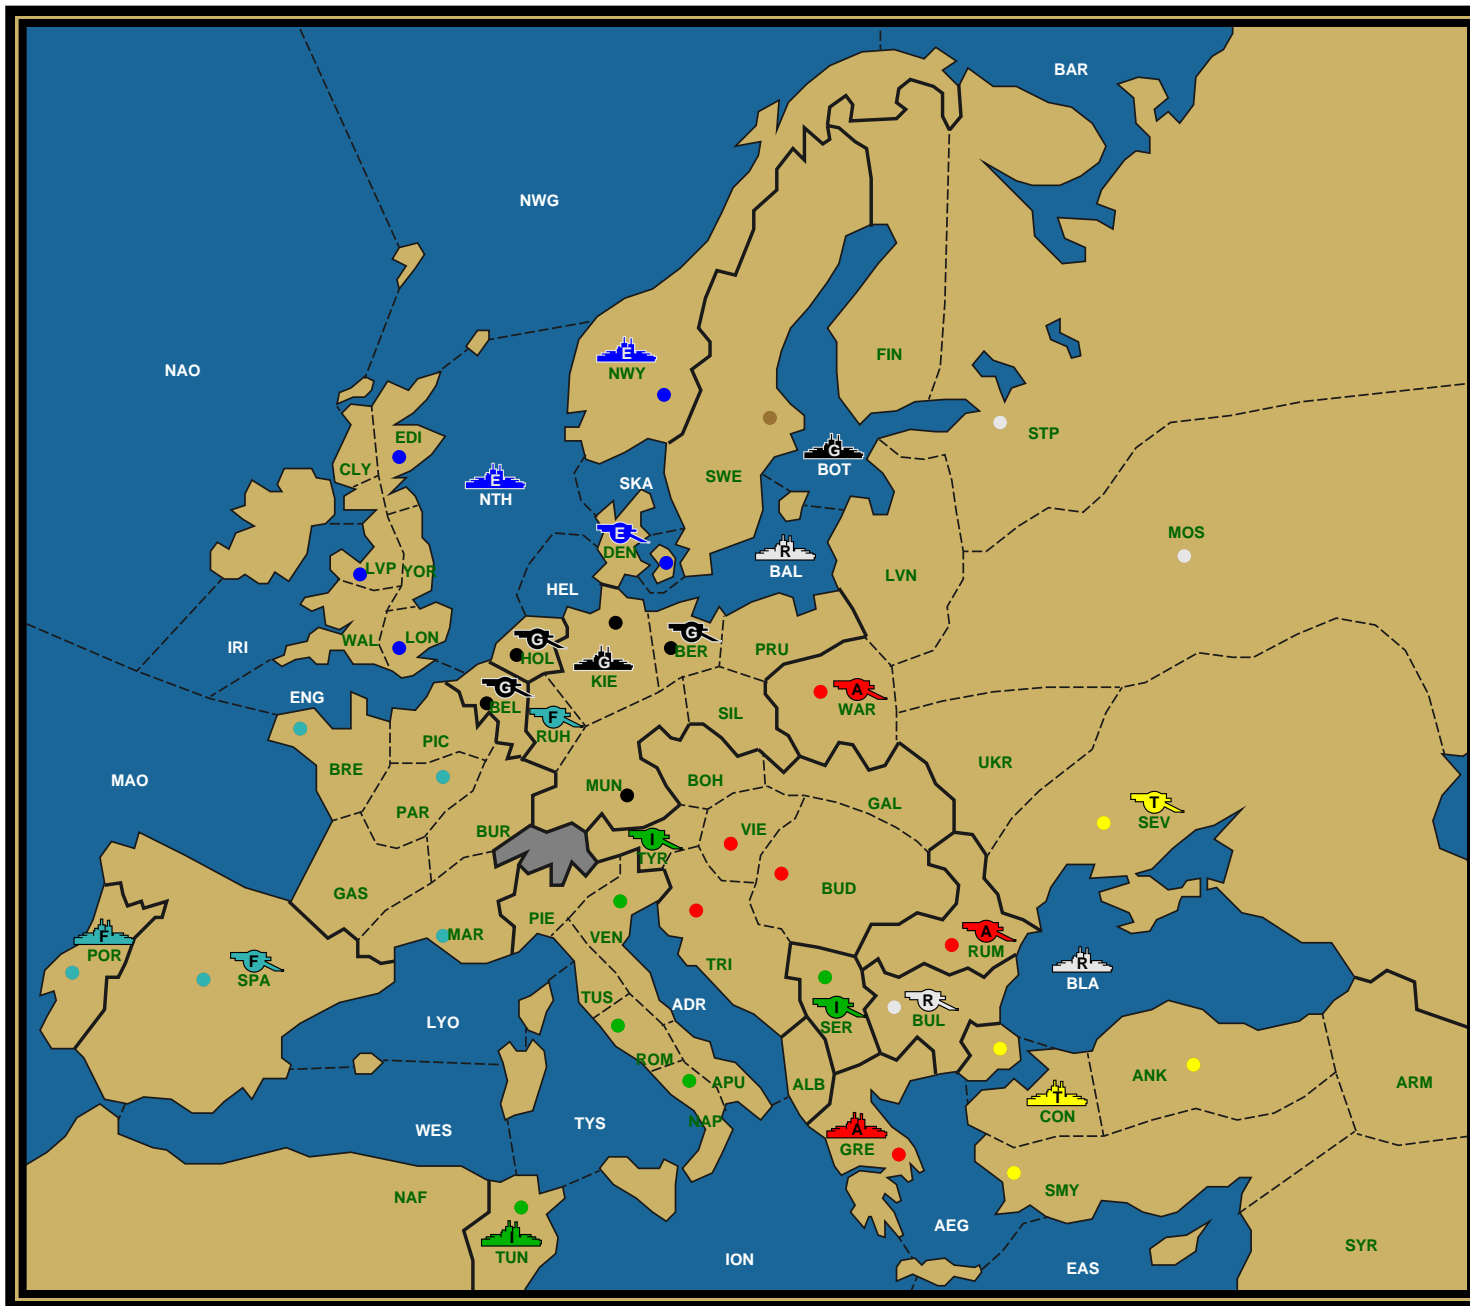 BAR
NWG
FIN
E
NWY
NAO
STP
EDI
G
BOT
CLY
SWE
SKA
E
NTH
MOS
E
DEN
R
BAL
LVP
YOR
LVN
HEL
WAL
LON
IRI
G
HOL
G
BER
PRU
G
KIE
ENG
G
BEL
A
WAR
F
RUH
SIL
PIC
BRE
UKR
MAO
MUN
BOH
GAL
T
SEV
PAR
BUR
VIE
I
TYR
BUD
GAS
F
POR
PIE
VEN
MAR
A
RUM
F
SPA
TRI
R
BLA
TUS
ADR
I
SER
R
BUL
LYO
ROM
APU
ALB
ANK
ARM
T
CON
NAP
WES
TYS
A
GRE
NAF
SMY
AEG
I
TUN
ION
EAS
SYR